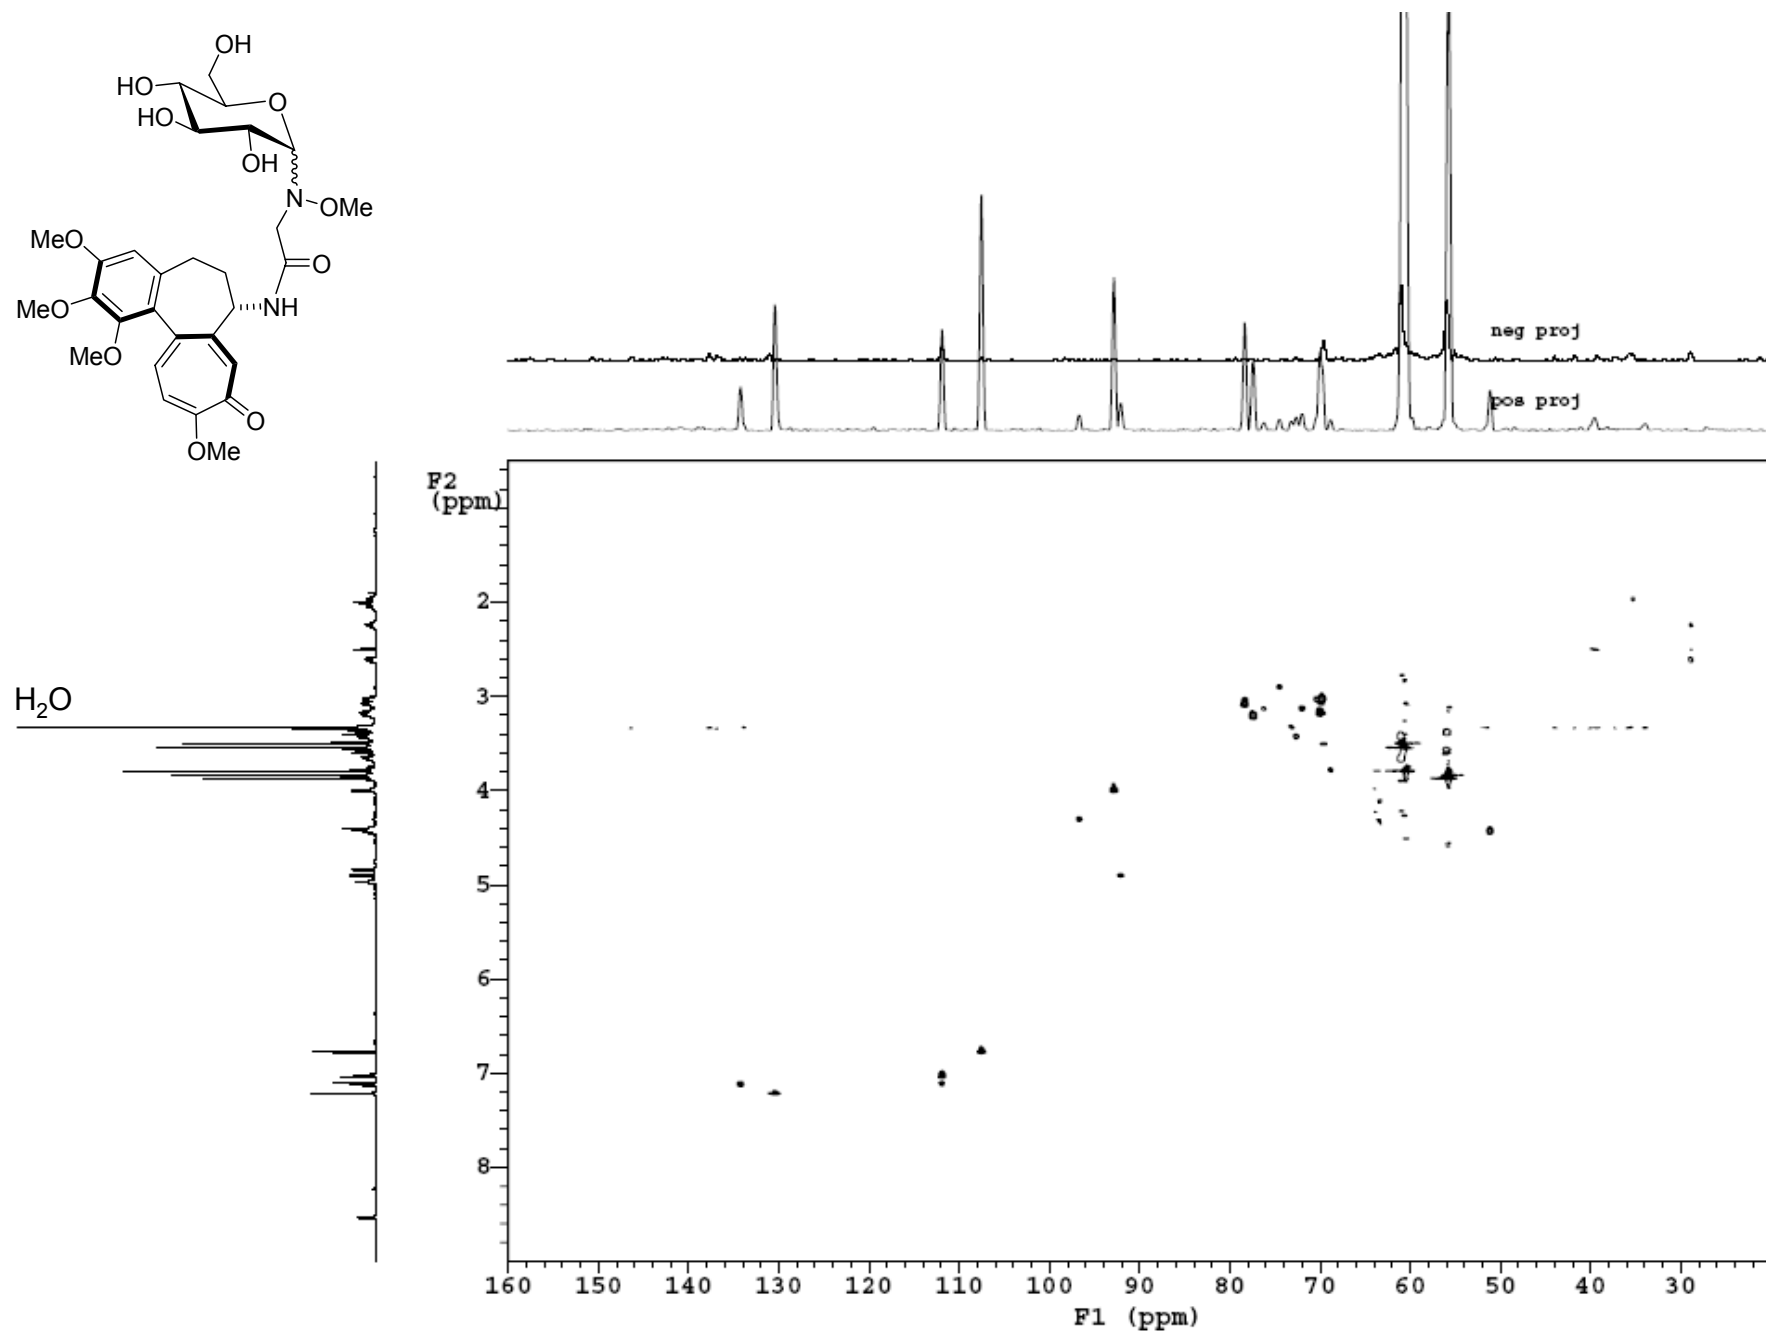 OH
HO
O
HO
OH
N
OMe
MeO
O
MeO
NH
MeO
O
OMe
neg proj
pos proj
F2
(ppm)
H2O
2
3
4
5
6
7
8
160 150 140 130 120 110 100 90 80 70 60 50 40 30
F1 (ppm)